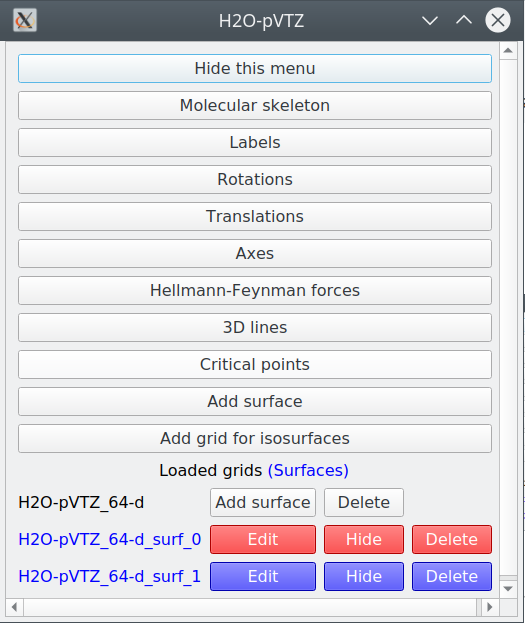 H2O-pVTZ
Hide this menu
Molecular skeleton
Labels
Rotations
Translations
Axes
Hellmann-Feynman forces
3D lines
Critical points
Add surface
Add grid for isosurfaces
Loaded grids (Surfaces)
H2O-pVTZ_64-d Add surface Delete
H2O-pVTZ_64-d_surf_0 Edit Hide Delete
H2O-pVTZ_64-d_surf_1 Edit Hide Delete